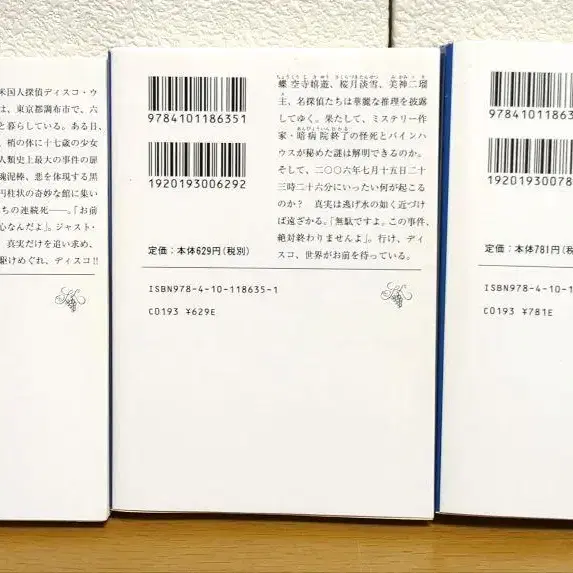 米国人探偵ディスコ・ウ
は、東京都調布市で、六
と暮らしている。ある日、
梢の体に十七歳の少女
人類史上最大の事件の扉
魂泥棒、悪を体現する黒
円柱状の奇妙な館に集い
ちの連続死――。「お前
心なんだよ」。ジャスト・
真実だけを追い求め、
駆けめぐれ、ディスコ!!
9784101186351
1920193006292
定価：本体629円(税別)
ISBN978-4-10-118635-1
C0193 ¥629E
螺空寺嬉遊、桜月淡雪、美神二瑠
主、名探偵たちは華麗な推理を披露
してゆく。果たして、ミステリー作
家・暗病院終了の怪死とパインハ
ウスが秘めた謎は解明できるのか。
そして、二〇〇六年七月十五日二十
三時二十六分にいったい何が起こる
のか？ 真実は逃げ水の如く近づけ
ば遠ざかる。「無駄ですよ。この事件、
絶対終わりませんよ」。行け、ディ
スコ、世界がお前を待っている。
978410118
19201930078
定価：本体781円(税
ISBN978-4-10-1
C0193 ¥781E